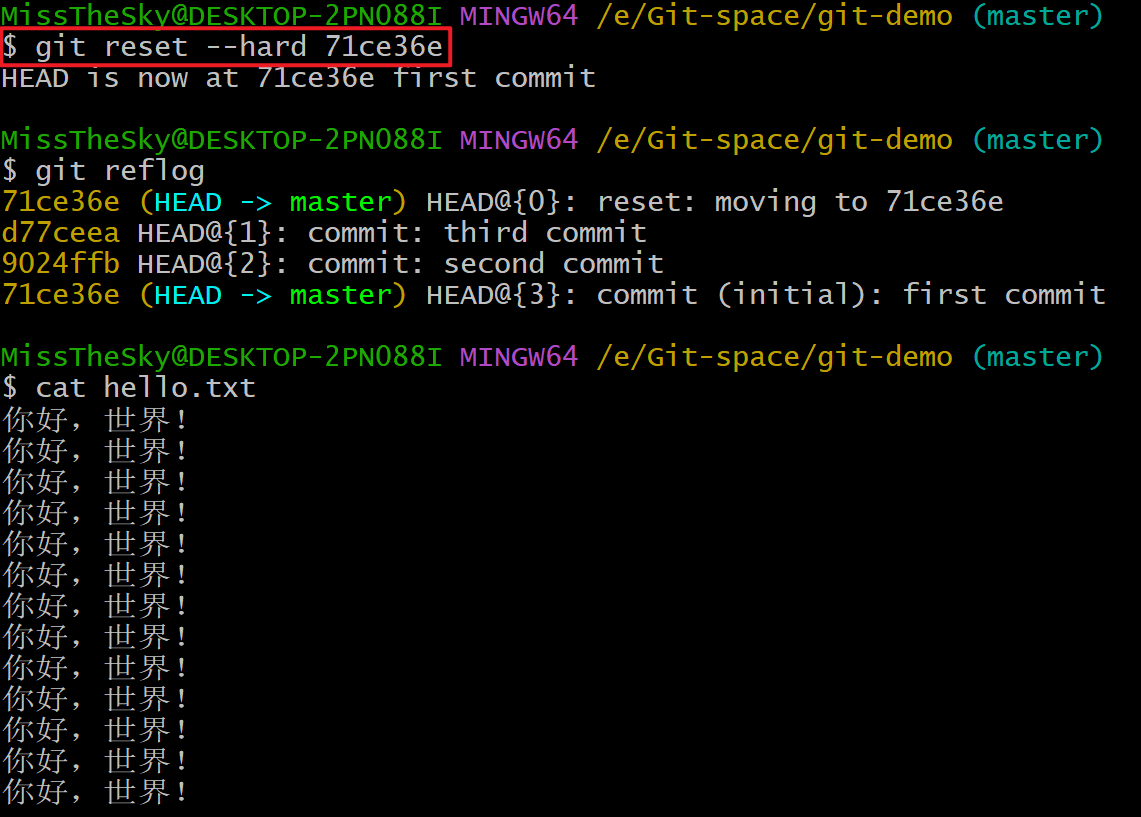 MissTheSky@DESKTOP-2PNO88I MINGW64 /e/Git-space/git-demo (master)
$ git reset --hard 71ce36e
HEAD is now at 71ce36e first commit
MissTheSky@DESKTOP-2PNO88I MINGW64 /e/Git-space/git-demo (master)
$ git reflog
71ce36e (HEAD -> master) HEAD@{0}: reset: moving to 71ce36e
d77ceea HEAD@{1}: commit: third commit
9024ffb HEAD@{2}: commit: second commit
71ce36e (HEAD -> master) HEAD@{3}: commit (initial): first commit
MissTheSky@DESKTOP-2PNO88I MINGW64 /e/Git-space/git-demo (master)
$ cat hello.txt
你好，世界！
你好，世界！
你好，世界！
你好，世界！
你好，世界！
你好，世界！
你好，世界！
你好，世界！
你好，世界！
你好，世界！
你好，世界！
你好，世界！
你好，世界！